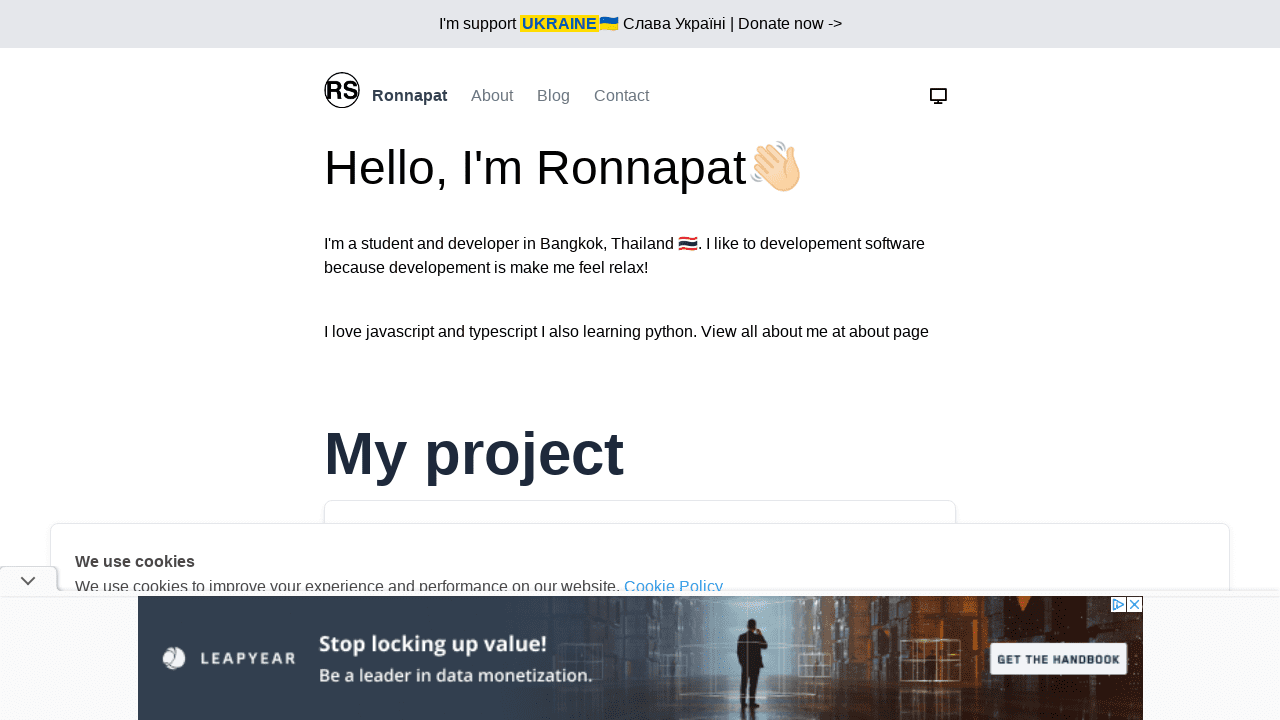 I'm support UKRAINE🇺🇦 Слава Україні | Donate now ->
RS Ronnapat About Blog Contact
Hello, I'm Ronnapat👋🏻
I'm a student and developer in Bangkok, Thailand 🇹🇭. I like to developement software
because developement is make me feel relax!
I love javascript and typescript I also learning python. View all about me at about page
My project
We use cookies
We use cookies to improve your experience and performance on our website. Cookie Policy
LEAPYEAR
Stop locking up value!
Be a leader in data monetization.
GET THE HANDBOOK